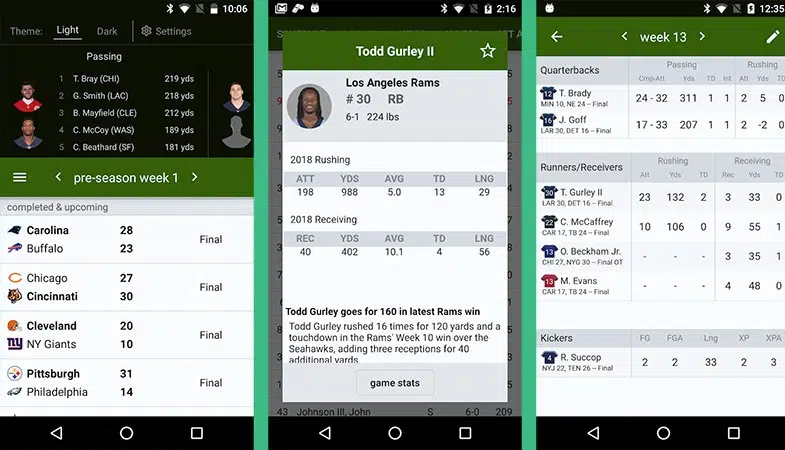 10:06
Theme: Light Dark Settings
Passing
1 T. Bray (CHI) 219 yds
2 G. Smith (LAC) 218 yds
3 B. Mayfield (CLE) 212 yds
4 C. McCoy (WAS) 189 yds
5 C. Beathard (SF) 181 yds
pre-season week 1
completed & upcoming
Carolina 28
Buffalo 23
Final
Chicago 27
Cincinnati 30
Final
Cleveland 20
NY Giants 10
Final
Pittsburgh 31
Philadelphia 14
Final
2:16
Todd Gurley II
Los Angeles Rams
# 30 RB
6-1 224 lbs
2018 Rushing
ATT YDS AVG TD LNG
198 988 5.0 13 29
2018 Receiving
REC YDS AVG TD LNG
40 402 10.1 4 56
Todd Gurley goes for 160 in latest Rams win
Todd Gurley rushed 16 times for 120 yards and a
touchdown in the Rams' Week 10 win over the
Seahawks, adding three receptions for 40
additional yards.
game stats
43 Johnson III, John S 6-0 209
12:35
week 13
Quarterbacks Passing Rushing
Cmp-Att Yds TD Int Att Yds TD
12 T. Brady 24 - 32 311 1 1 2 5 0
MIN 10, NE 24 -- Final
16 J. Goff 17 - 33 207 1 1 2 -2 0
LAR 30, DET 16 -- Final
Runners/Receivers Rushing Receiving
Att Yds TD Rec Yds TD
30 T. Gurley II 23 132 2 3 33 0
LAR 30, DET 16 -- Final
22 C. McCaffrey 10 106 0 9 55 1
CAR 17, TB 24 -- Final
13 O. Beckham Jr. - - - 3 35 1
CHI 27, NYG 30 -- Final OT
13 M. Evans - - - 4 48 0
CAR 17, TB 24 -- Final
Kickers FG FGA Lng XP XPA
4 R. Succop 2 2 33 2 3
NYJ 22, TEN 26 -- Final